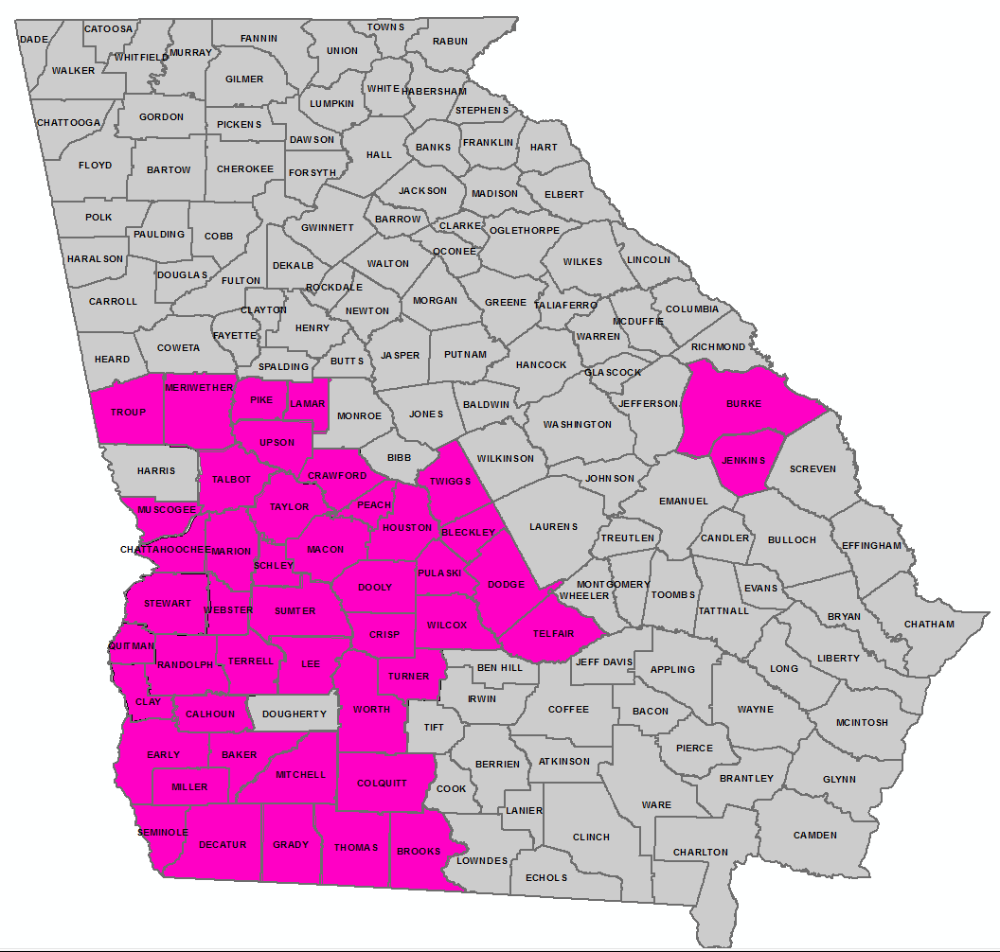 DADE
CATOOSA
WHITFIELD
MURRAY
FANNIN
UNION
TOWNS
RABUN
WALKER
GILMER
WHITE
HABERSHAM
LUMPKIN
STEPHENS
CHATTOOGA
GORDON
PICKENS
DAWSON
HALL
BANKS
FRANKLIN
HART
FLOYD
BARTOW
CHEROKEE
FORSYTH
JACKSON
MADISON
ELBERT
POLK
PAULDING
COBB
GWINNETT
BARROW
CLARKE
OGLETHORPE
OCONEE
HARALSON
DOUGLAS
FULTON
DEKALB
WALTON
WILKES
LINCOLN
ROCKDALE
CARROLL
CLAYTON
NEWTON
MORGAN
GREENE
TALIAFERRO
COLUMBIA
MCDUFFIE
FAYETTE
HENRY
WARREN
COWETA
RICHMOND
HEARD
SPALDING
BUTTS
JASPER
PUTNAM
HANCOCK
GLASCOCK
MERIWETHER
PIKE
LAMAR
TROUP
MONROE
JONES
BALDWIN
JEFFERSON
BURKE
WASHINGTON
UPSON
BIBB
WILKINSON
JENKINS
SCREVEN
HARRIS
TALBOT
CRAWFORD
TWIGGS
JOHNSON
MUSCOGEE
TAYLOR
PEACH
EMANUEL
HOUSTON
BLECKLEY
LAURENS
TREUTLEN
CANDLER
BULLOCH
EFFINGHAM
CHATTAHOOCHEE
MARION
MACON
SCHLEY
PULASKI
DOOLY
DODGE
MONTGOMERY
WHEELER
TOOMBS
EVANS
STEWART
WEBSTER
SUMTER
TATTNALL
BRYAN
CHATHAM
WILCOX
CRISP
TELFAIR
QUITMAN
RANDOLPH
TERRELL
LEE
TURNER
BEN HILL
JEFF DAVIS
APPLING
LONG
LIBERTY
CLAY
CALHOUN
DOUGHERTY
WORTH
IRWIN
COFFEE
BACON
WAYNE
MCINTOSH
TIFT
EARLY
BAKER
BERRIEN
ATKINSON
PIERCE
MITCHELL
COLQUITT
COOK
BRANTLEY
GLYNN
MILLER
LANIER
WARE
SEMINOLE
DECATUR
GRADY
THOMAS
BROOKS
LOWNDES
CLINCH
CHARLTON
CAMDEN
ECHOLS